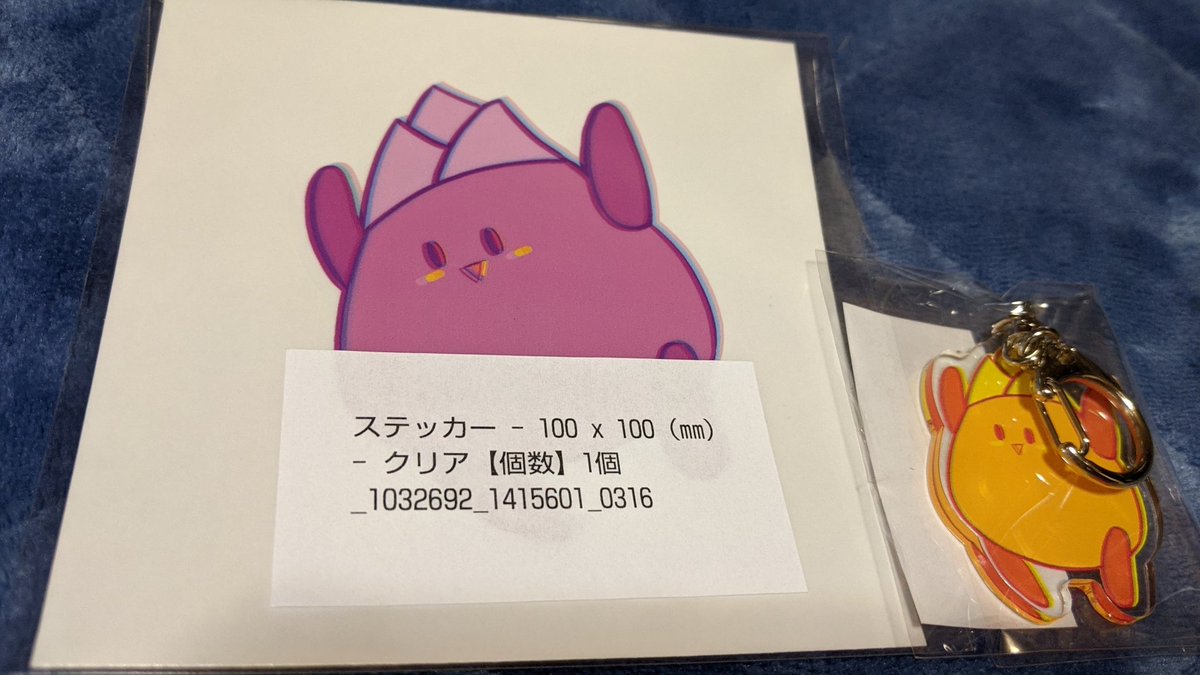 ステッカー - 100 x 100 (㎜)
- クリア【個数】1個
_1032692_1415601_0316